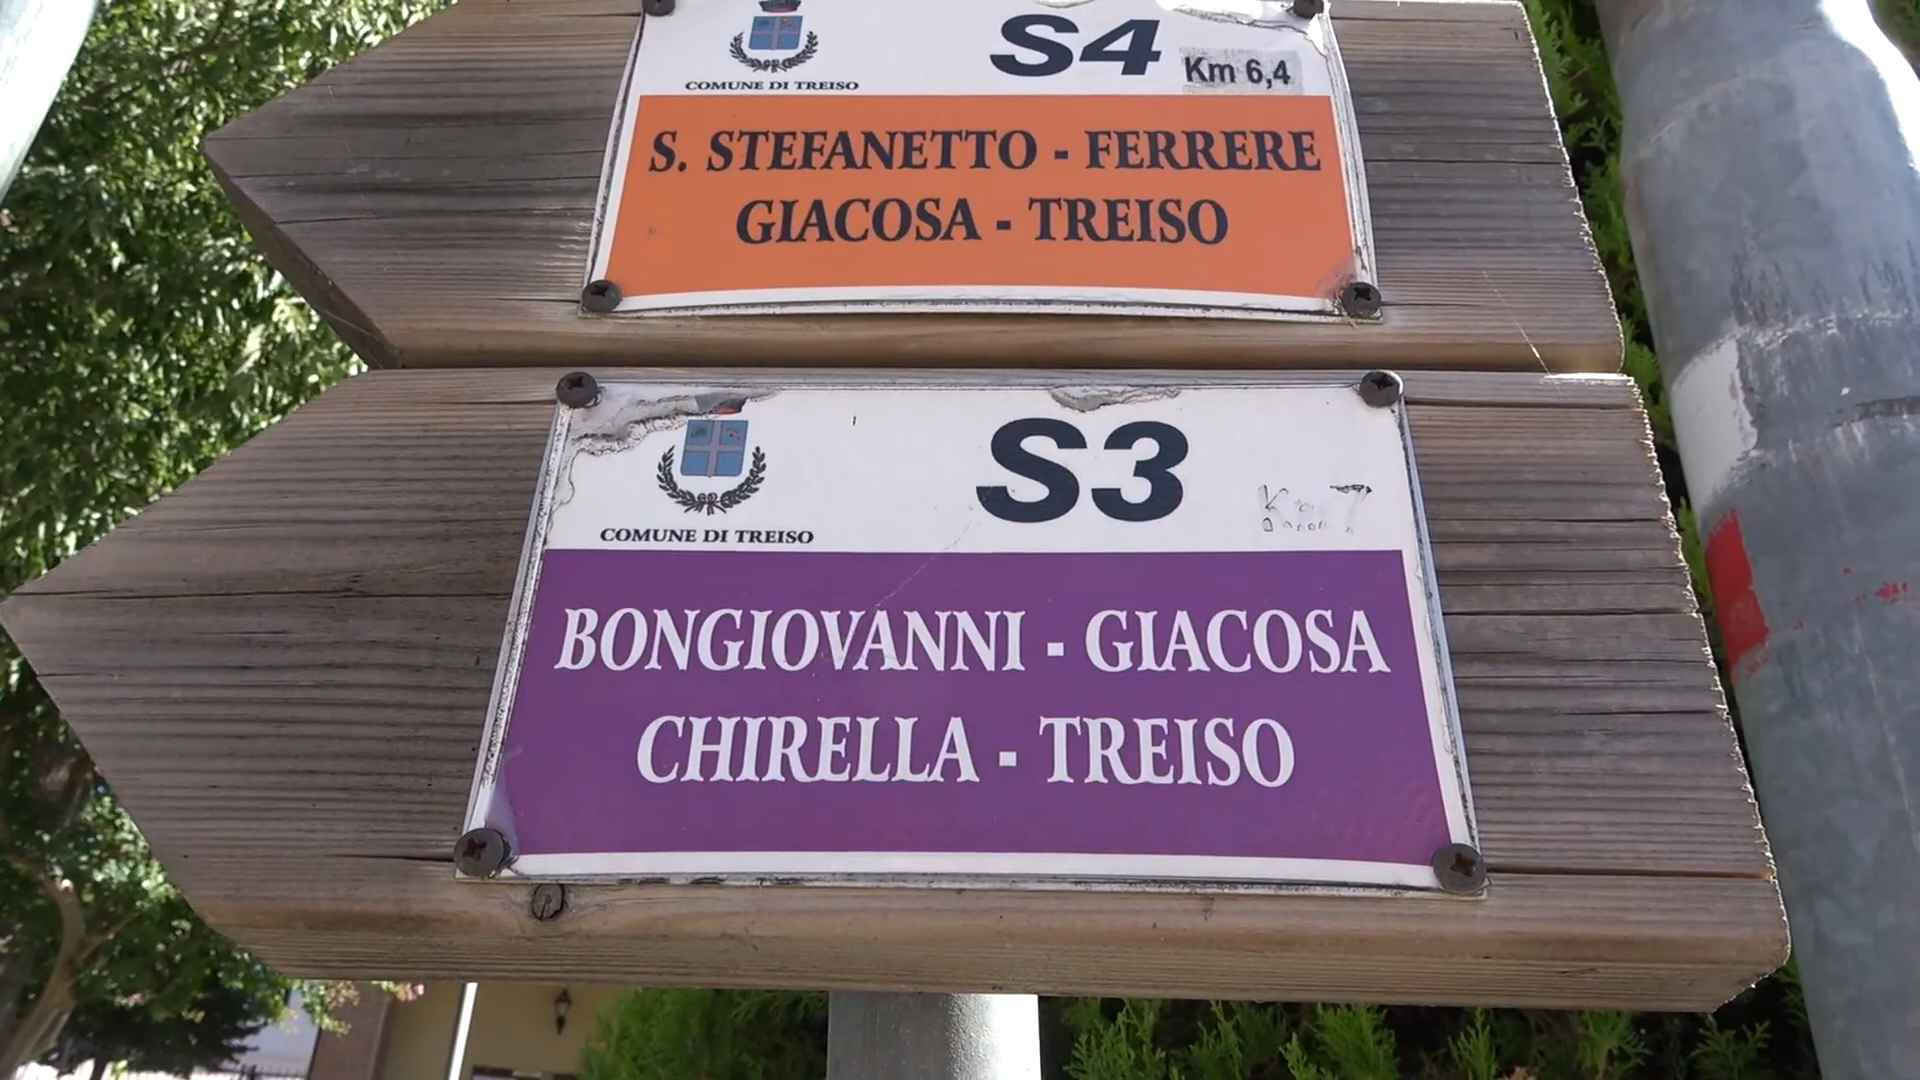 S4
Km 6,4
COMUNE DI TREISO
S. STEFANETTO - FERRERE
GIACOSA - TREISO
S3
COMUNE DI TREISO
BONGIOVANNI - GIACOSA
CHIRELLA - TREISO